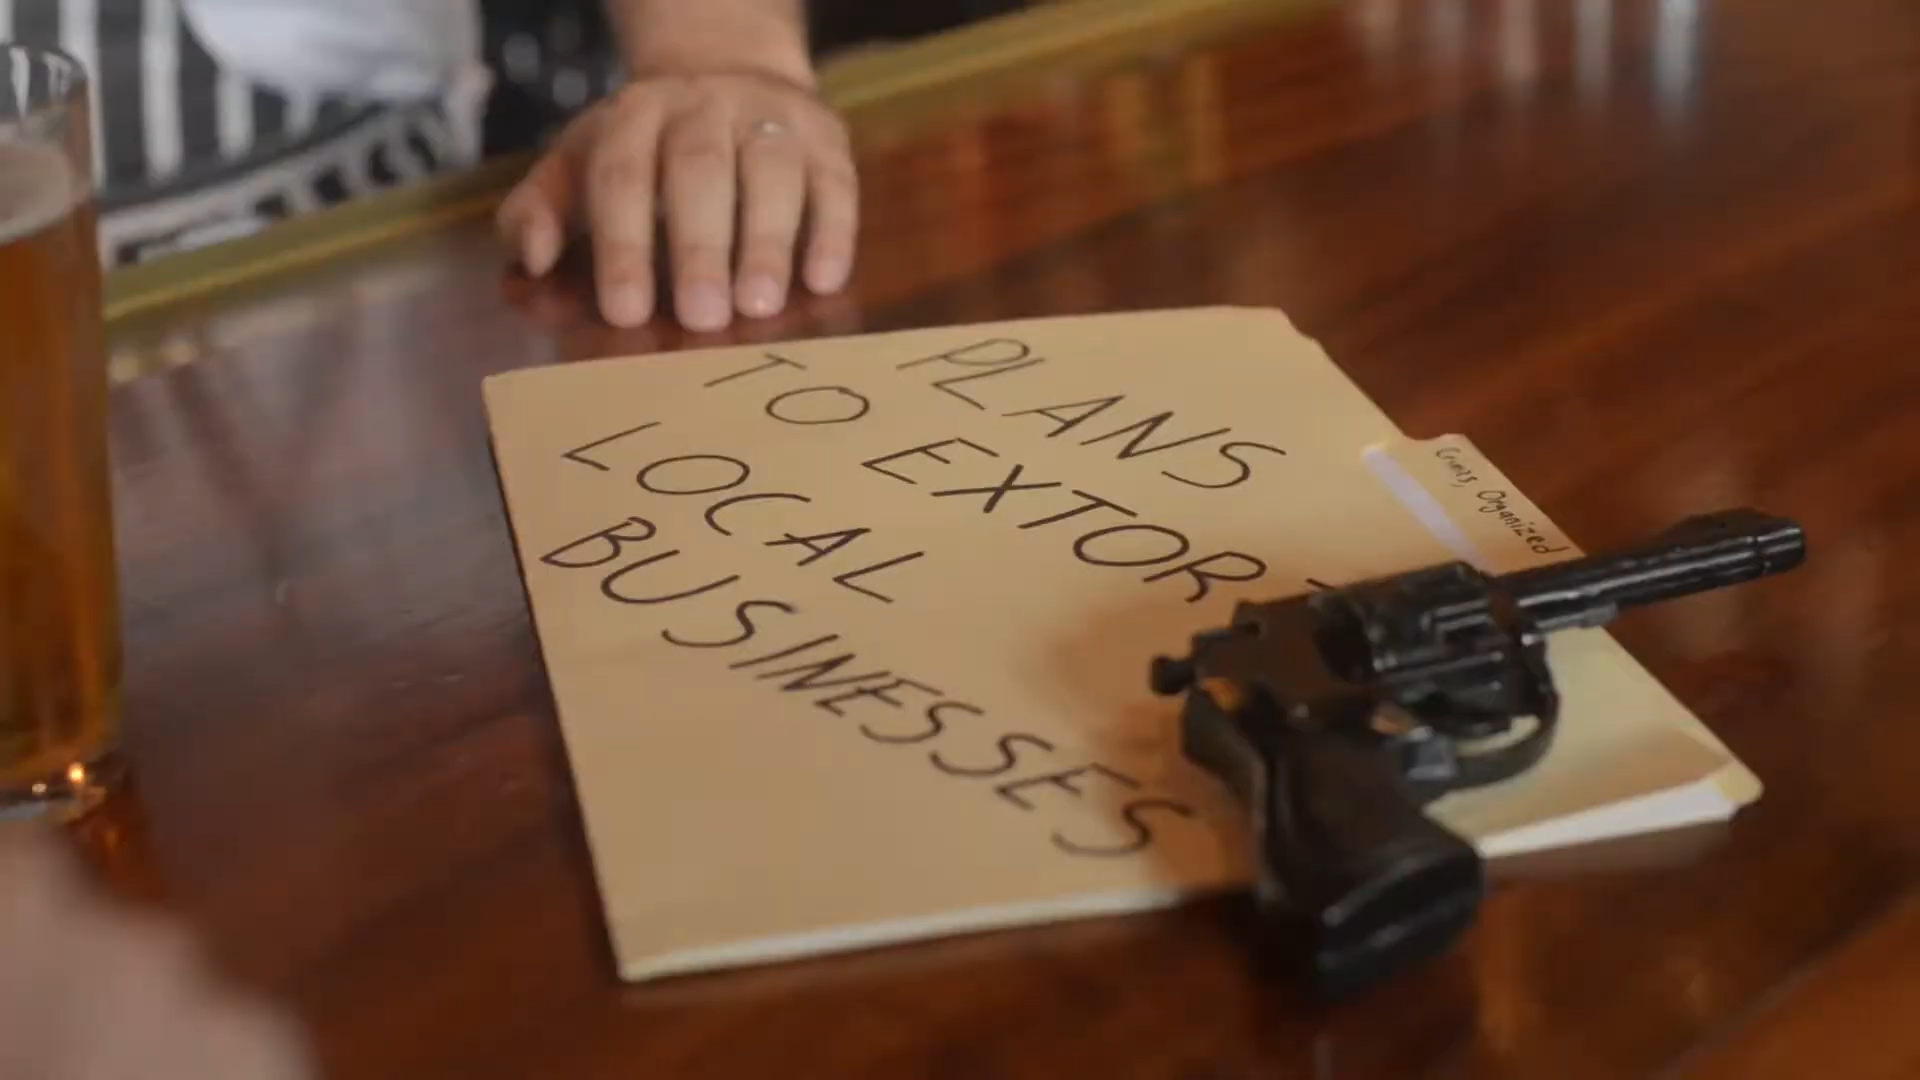 PLANS
TO EXTORT
LOCAL
BUSINESSES
Crimes, Organized